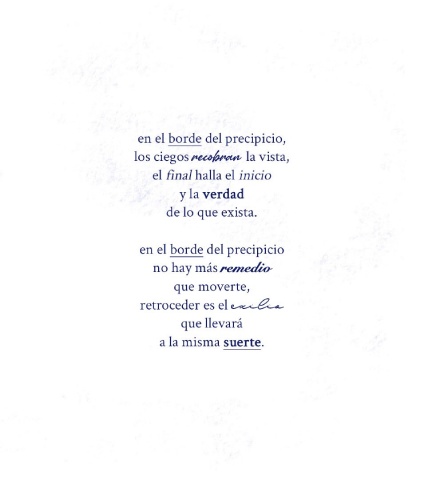 en el borde del precipicio,
los ciegos recobran la vista,
el final halla el inicio
y la verdad
de lo que exista.
en el borde del precipicio
no hay más remedio
que moverte,
retroceder es el exilio
que llevará
a la misma suerte.